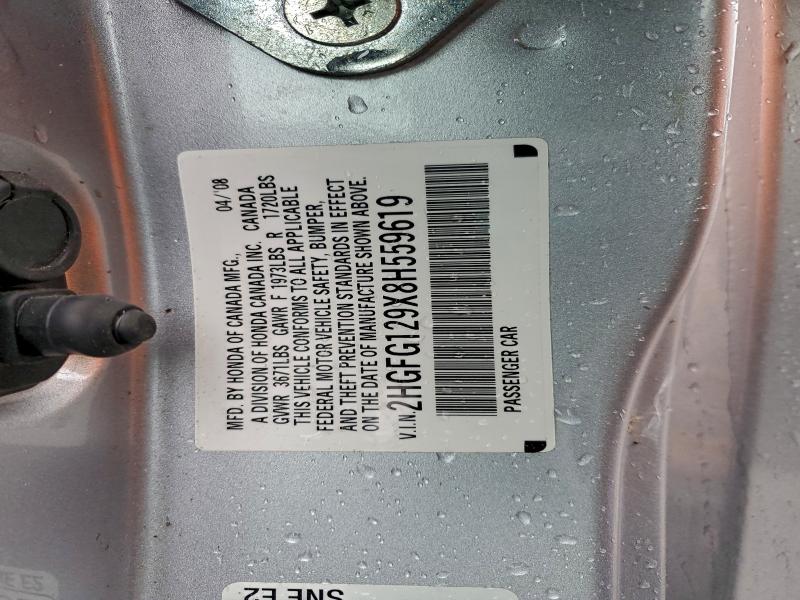 MFD. BY HONDA OF CANADA MFG., 04/'08
A DIVISION OF HONDA CANADA INC. CANADA
GVWR 3671LBS GAWR F 1973LBS R 1720LBS
THIS VEHICLE CONFORMS TO ALL APPLICABLE
FEDERAL MOTOR VEHICLE SAFETY, BUMPER,
AND THEFT PREVENTION STANDARDS IN EFFECT
ON THE DATE OF MANUFACTURE SHOWN ABOVE.
V.I.N. 2HGFG129X8H559619
PASSENGER CAR